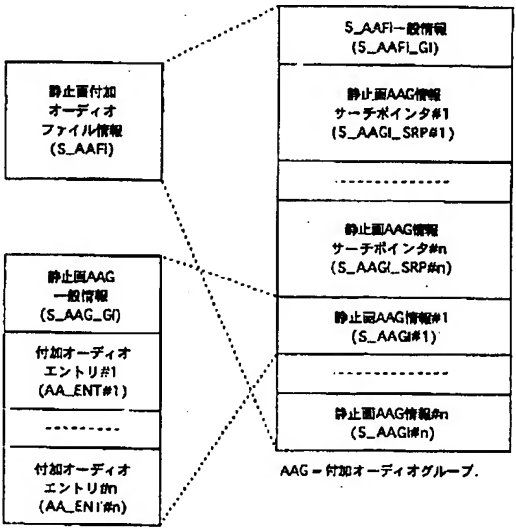 静止画付加
オーディオ
ファイル情報
(S_AAFI)
S_AAFI一般情報
(S_AAFI_GI)
静止画AAG情報
サーチポインタ#1
(S_AAGI_SRP#1)
静止画AAG情報
サーチポインタ#n
(S_AAGI_SRP#n)
静止画AAG情報#1
(S_AAGI#1)
静止画AAG情報#n
(S_AAGI#n)
静止画AAG
一般情報
(S_AAG_GI)
付加オーディオ
エントリ#1
(AA_ENT#1)
付加オーディオ
エントリ#n
(AA_ENT#n)
AAG = 付加オーディオグループ.